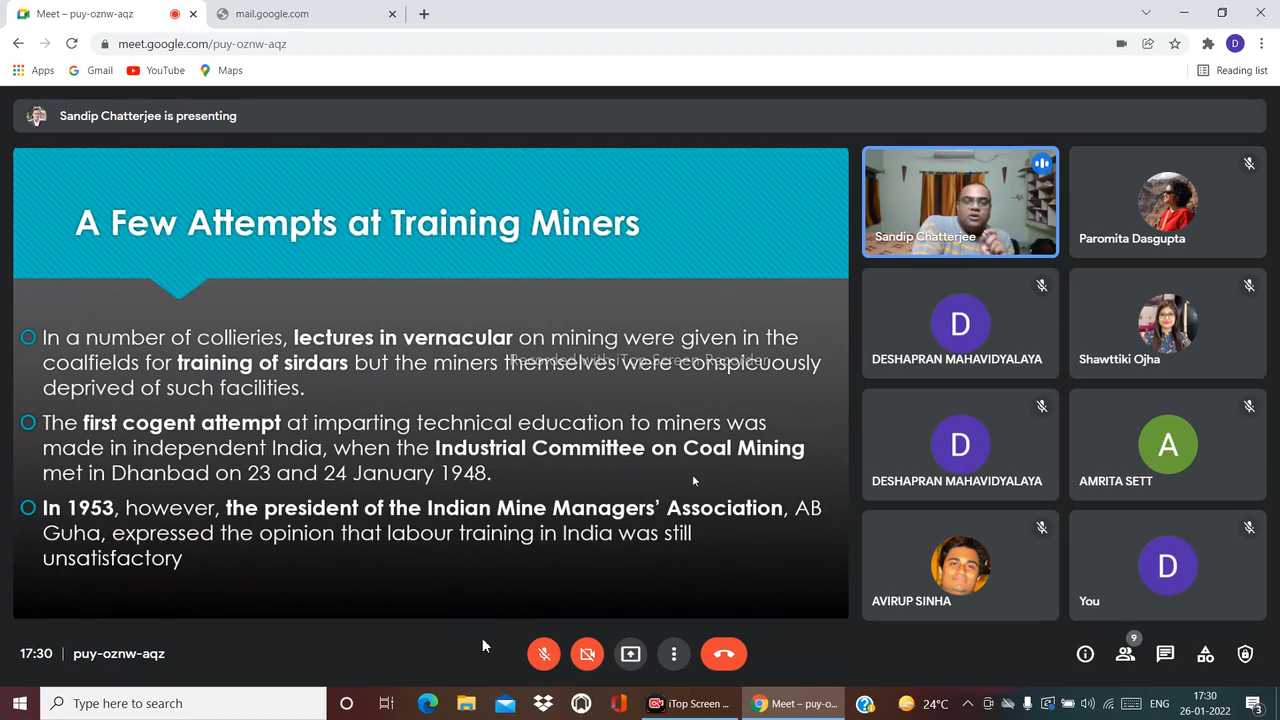 Meet – puy-oznw-aqz
mail.google.com
meet.google.com/puy-oznw-aqz
Apps
Gmail
YouTube
Maps
Reading list
Sandip Chatterjee is presenting
A Few Attempts at Training Miners
In a number of collieries, lectures in vernacular on mining were given in the
coalfields for training of sirdars but the miners themselves were conspicuously
deprived of such facilities.
Recorded with iTop Screen Recorder
The first cogent attempt at imparting technical education to miners was
made in independent India, when the Industrial Committee on Coal Mining
met in Dhanbad on 23 and 24 January 1948.
In 1953, however, the president of the Indian Mine Managers’ Association, AB
Guha, expressed the opinion that labour training in India was still
unsatisfactory
Sandip Chatterjee
Paromita Dasgupta
D
DESHAPRAN MAHAVIDYALAYA
Shawttiki Ojha
D
DESHAPRAN MAHAVIDYALAYA
A
AMRITA SETT
AVIRUP SINHA
D
You
17:30 | puy-oznw-aqz
9
Type here to search
iTop Screen ...
Meet – puy-o...
24°C
ENG
17:30
26-01-2022
3